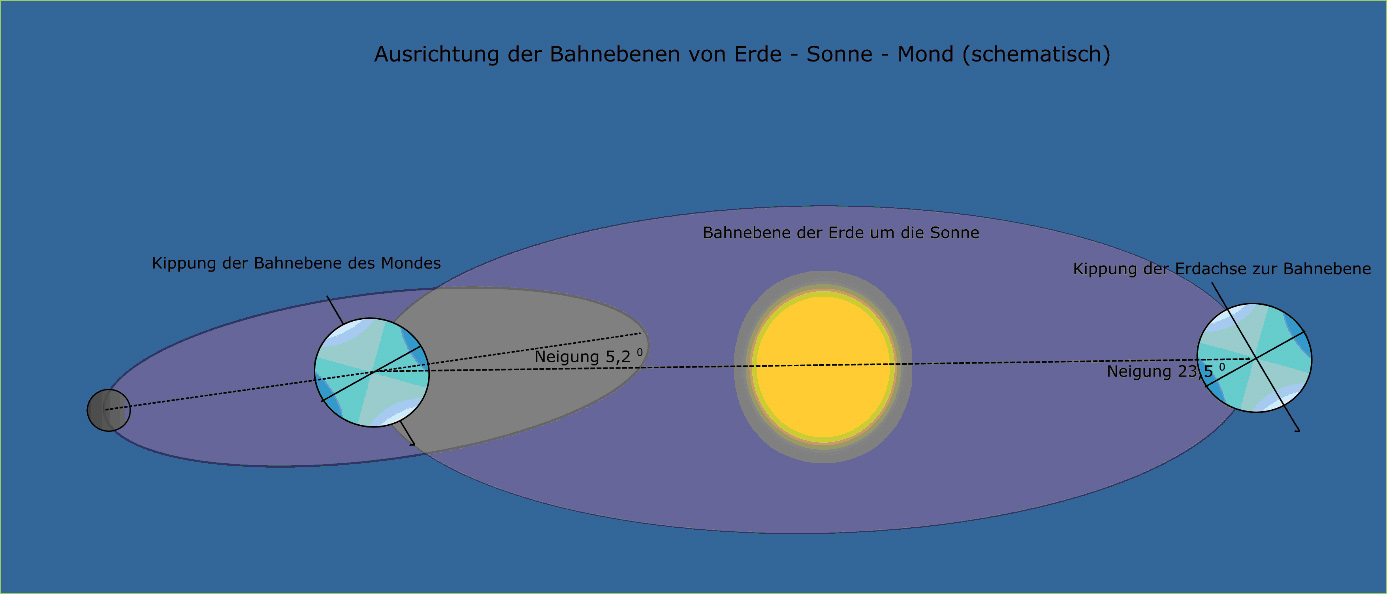 Ausrichtung der Bahnebenen von Erde - Sonne - Mond (schematisch)
Bahnebene der Erde um die Sonne
Kippung der Bahnebene des Mondes
Kippung der Erdachse zur Bahnebene
Neigung 5,2 ⁰
Neigung 23,5 ⁰